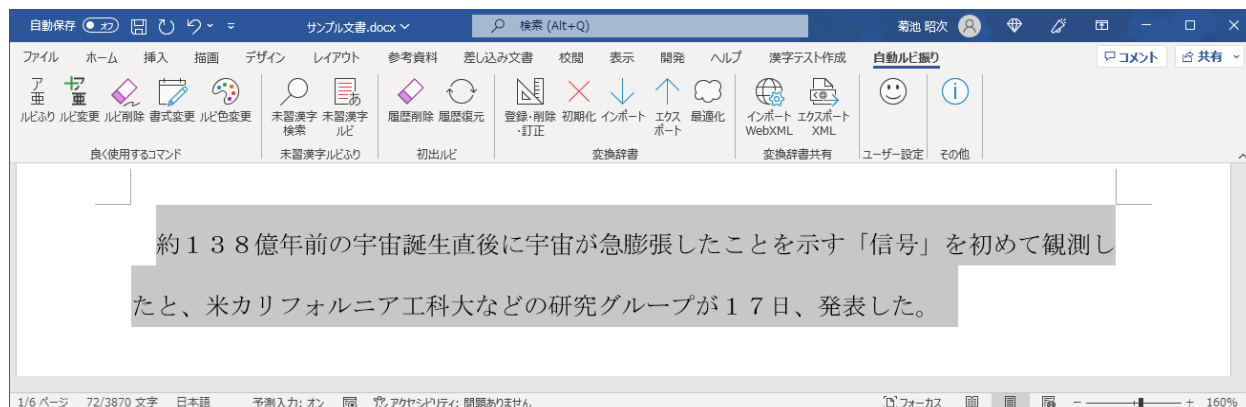 自動保存 オフ サンプル文書.docx 検索 (Alt+Q) 菊池 昭次
ファイル ホーム 挿入 描画 デザイン レイアウト 参考資料 差し込み文書 校閲 表示 開発 ヘルプ 漢字テスト作成 自動ルビ振り コメント 共有
ア亜 ア亜 あ
ルビふり ルビ変更 ルビ削除 書式変更 ルビ色変更 未習漢字検索 未習漢字ルビ 履歴削除 履歴復元 登録・削除・訂正 初期化 インポート エクスポート 最適化 インポートWebXML エクスポートXML
良く使用するコマンド 未習漢字ルビふり 初出ルビ 変換辞書 変換辞書共有 ユーザー設定 その他
約138億年前の宇宙誕生直後に宇宙が急膨張したことを示す「信号」を初めて観測し
たと、米カリフォルニア工科大などの研究グループが17日、発表した。
1/6 ページ 72/3870 文字 日本語 予測入力: オン アクセシビリティ: 問題ありません フォーカス 160%